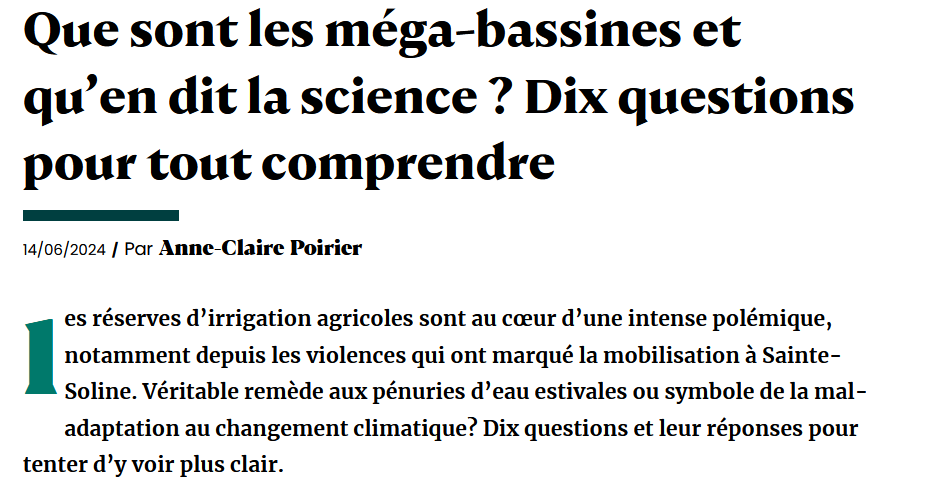 Que sont les méga-bassines et
qu’en dit la science ? Dix questions
pour tout comprendre
14/06/2024 / Par Anne-Claire Poirier
les réserves d’irrigation agricoles sont au cœur d’une intense polémique,
notamment depuis les violences qui ont marqué la mobilisation à Sainte-
Soline. Véritable remède aux pénuries d’eau estivales ou symbole de la mal-
adaptation au changement climatique? Dix questions et leur réponses pour
tenter d’y voir plus clair.